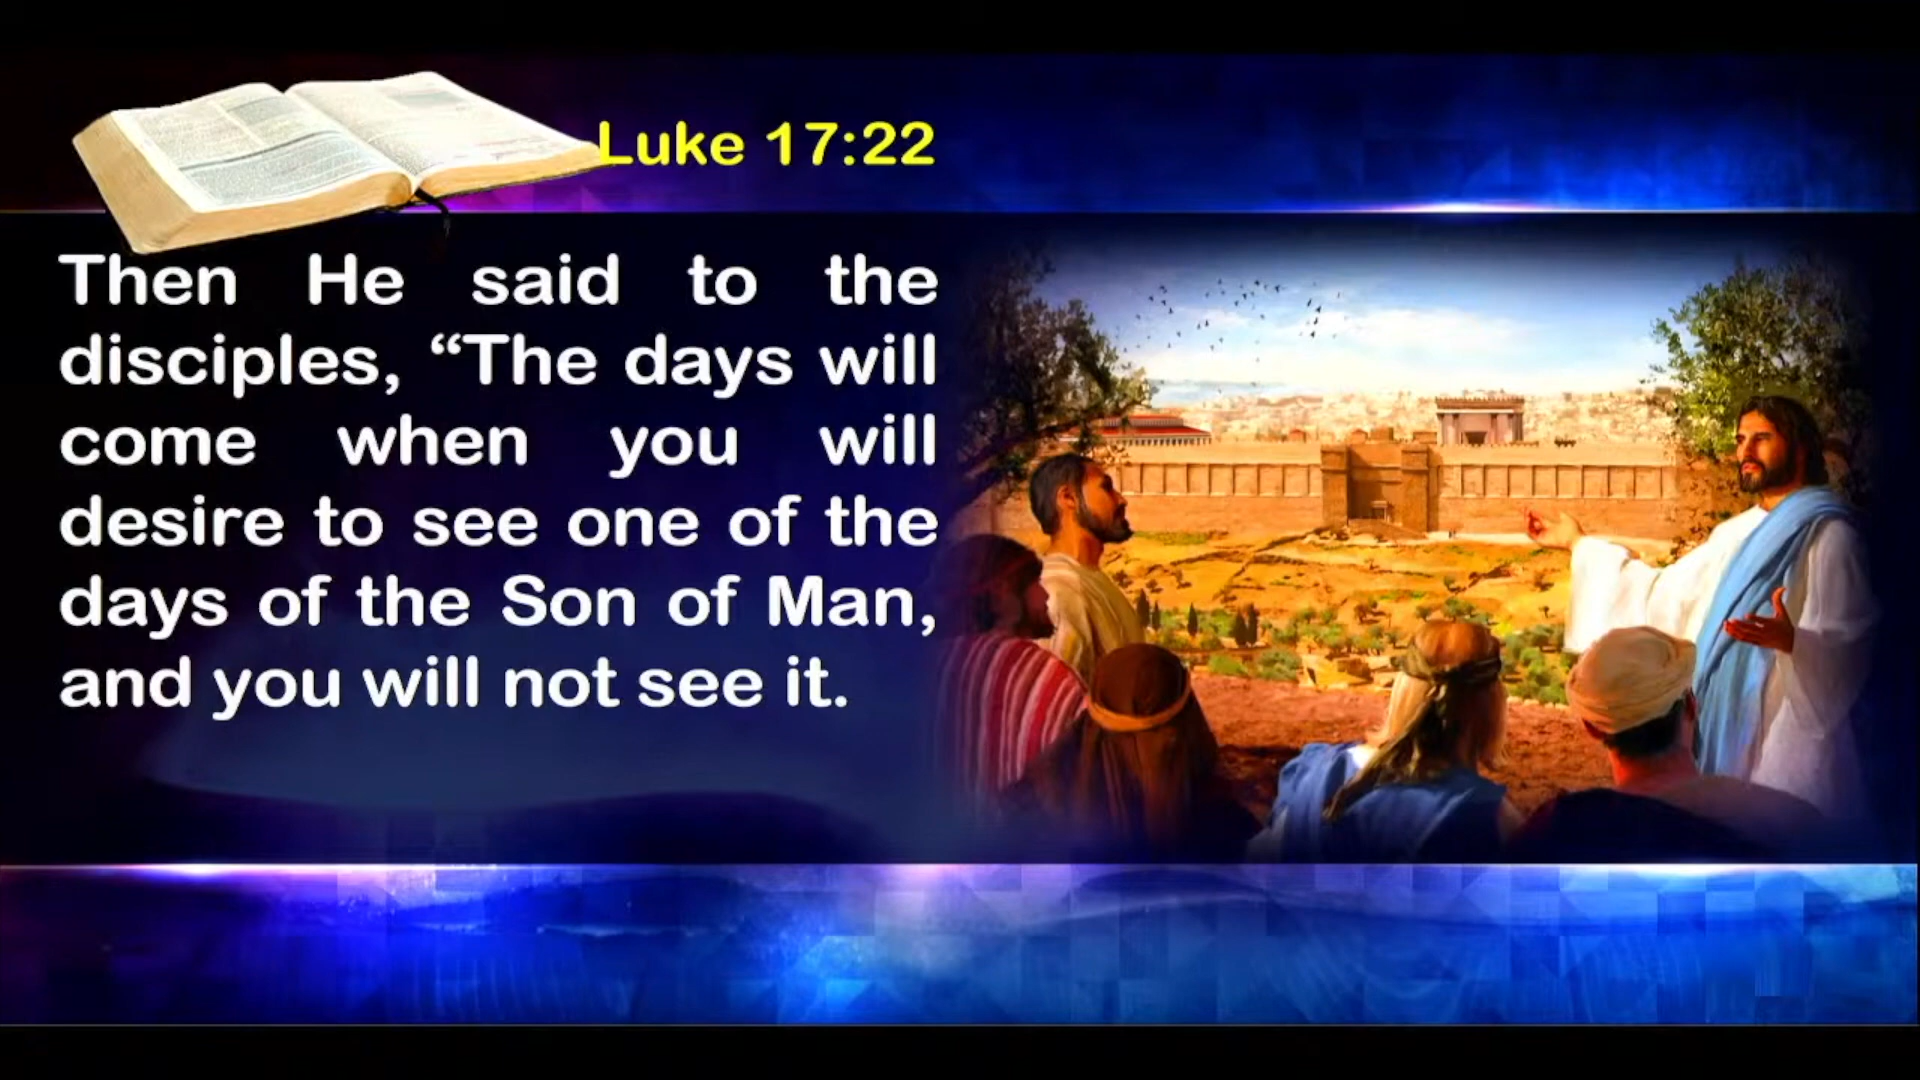 Luke 17:22
Then He said to the
disciples, “The days will
come when you will
desire to see one of the
days of the Son of Man,
and you will not see it.